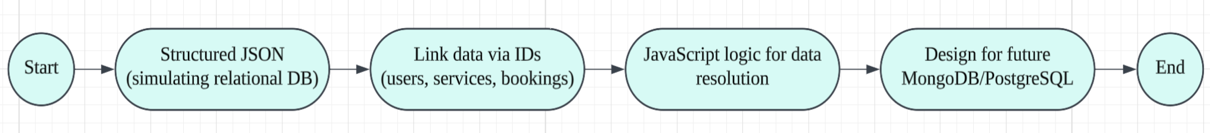 Start
Structured JSON
(simulating relational DB)
Link data via IDs
(users, services, bookings)
JavaScript logic for data
resolution
Design for future
MongoDB/PostgreSQL
End